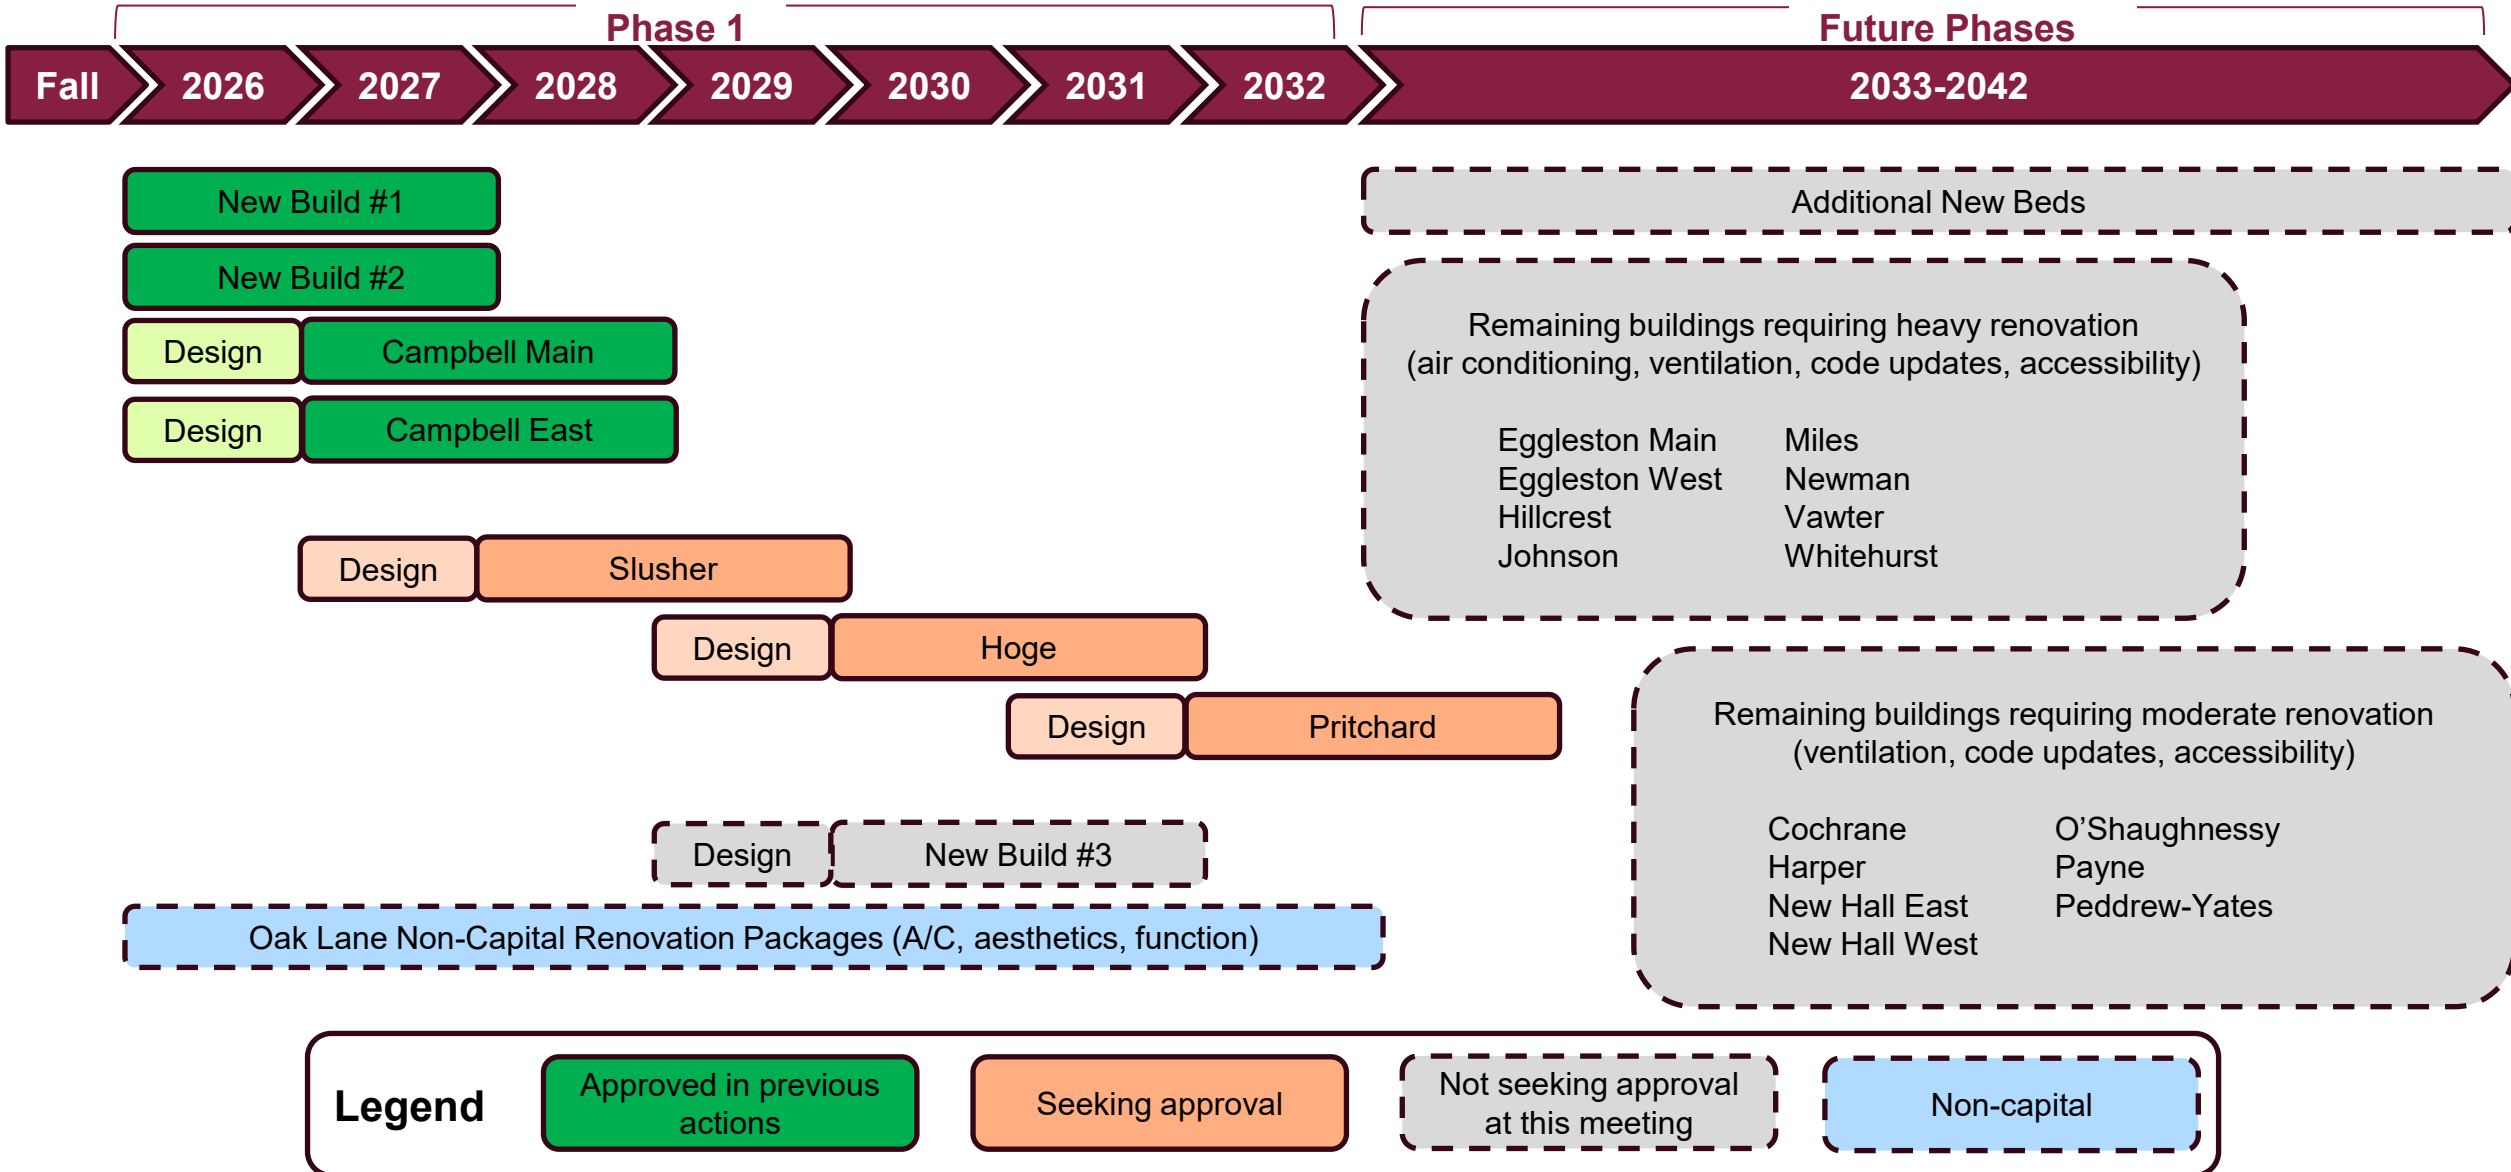 Phase 1
Future Phases
Fall
2026
2027
2028
2029
2030
2031
2032
2033-2042
New Build #1
Additional New Beds
New Build #2
Design
Campbell Main
Design
Campbell East
Remaining buildings requiring heavy renovation
(air conditioning, ventilation, code updates, accessibility)
Eggleston Main
Eggleston West
Hillcrest
Johnson
Miles
Newman
Vawter
Whitehurst
Design
Slusher
Design
Hoge
Design
Pritchard
Remaining buildings requiring moderate renovation
(ventilation, code updates, accessibility)
Cochrane
Harper
New Hall East
New Hall West
O’Shaughnessy
Payne
Peddrew-Yates
Design
New Build #3
Oak Lane Non-Capital Renovation Packages (A/C, aesthetics, function)
Legend
Approved in previous
actions
Seeking approval
Not seeking approval
at this meeting
Non-capital